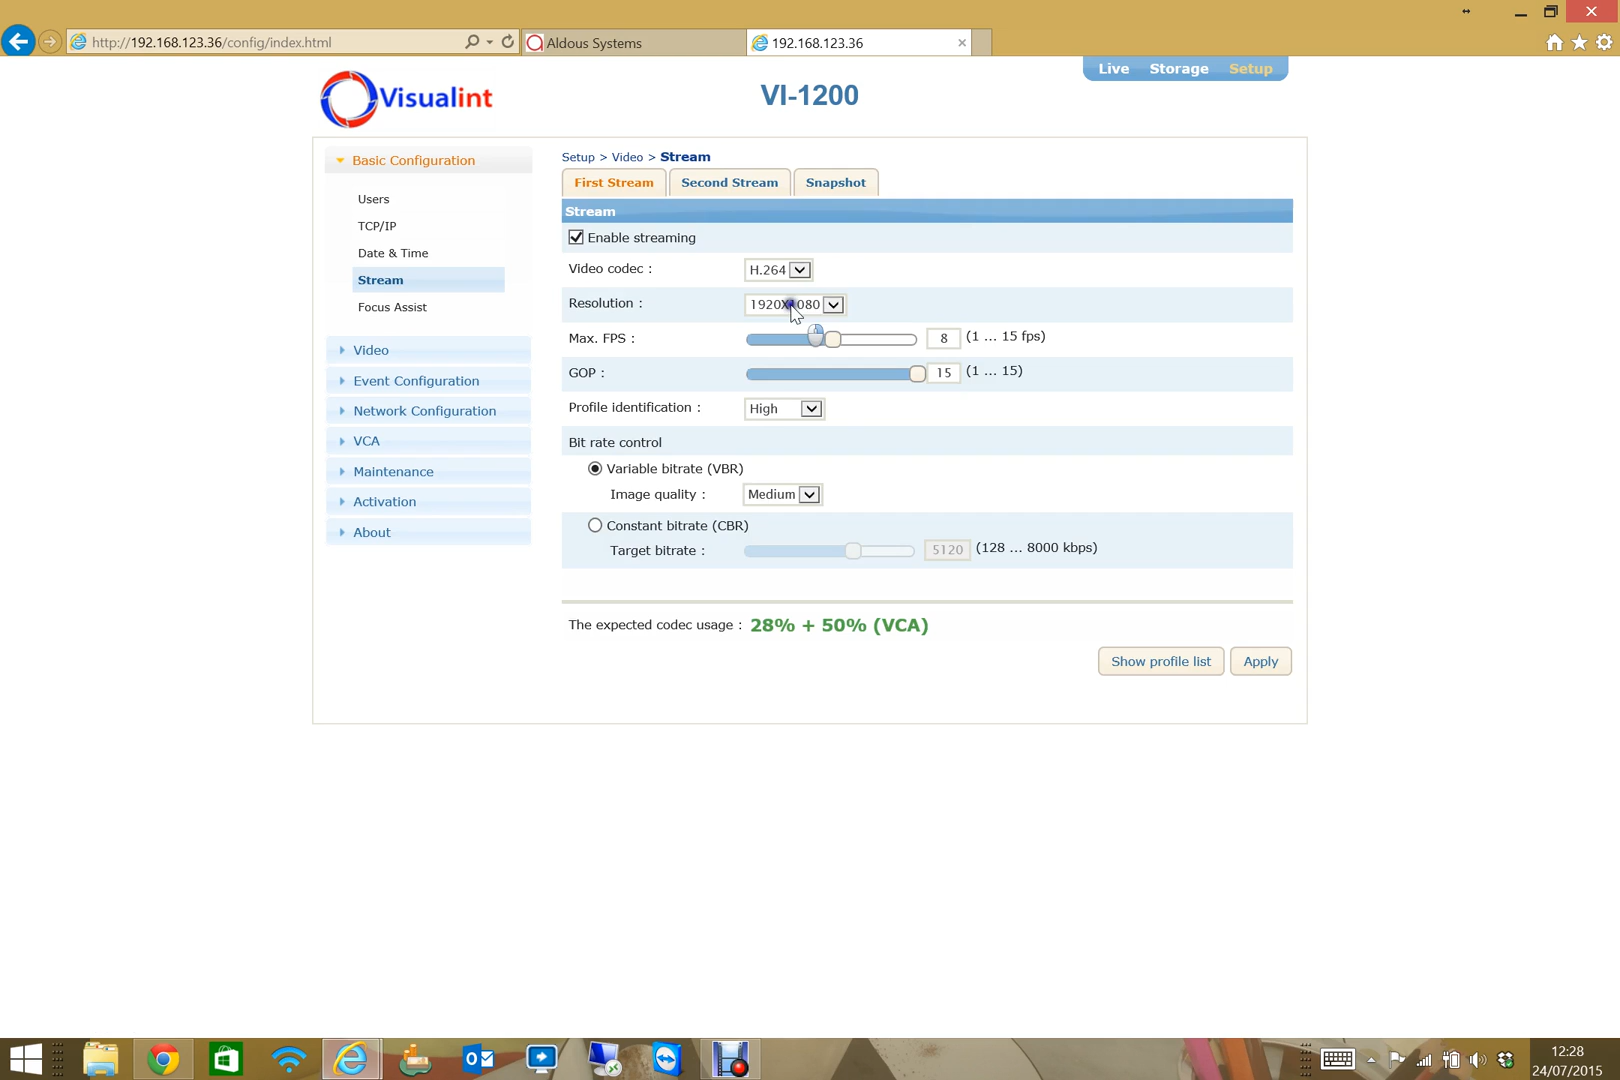 http://192.168.123.36/config/index.html
Aldous Systems
192.168.123.36
Live Storage Setup
Visualint
VI-1200
Basic Configuration
Users
TCP/IP
Date & Time
Stream
Focus Assist
Video
Event Configuration
Network Configuration
VCA
Maintenance
Activation
About
Setup > Video > Stream
First Stream Second Stream Snapshot
Stream
Enable streaming
Video codec : H.264
Resolution : 1920X1080
Max. FPS : 8 (1 ... 15 fps)
GOP : 15 (1 ... 15)
Profile identification : High
Bit rate control
Variable bitrate (VBR)
Image quality : Medium
Constant bitrate (CBR)
Target bitrate : 5120 (128 ... 8000 kbps)
The expected codec usage : 28% + 50% (VCA)
Show profile list Apply
12:28
24/07/2015